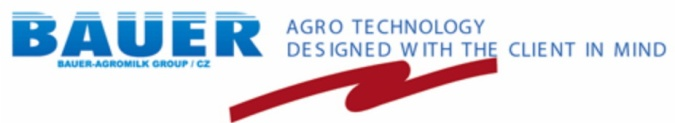 BAUER
BAUER-AGROMILK GROUP / CZ
AGRO TECHNOLOGY
DESIGNED WITH THE CLIENT IN MIND